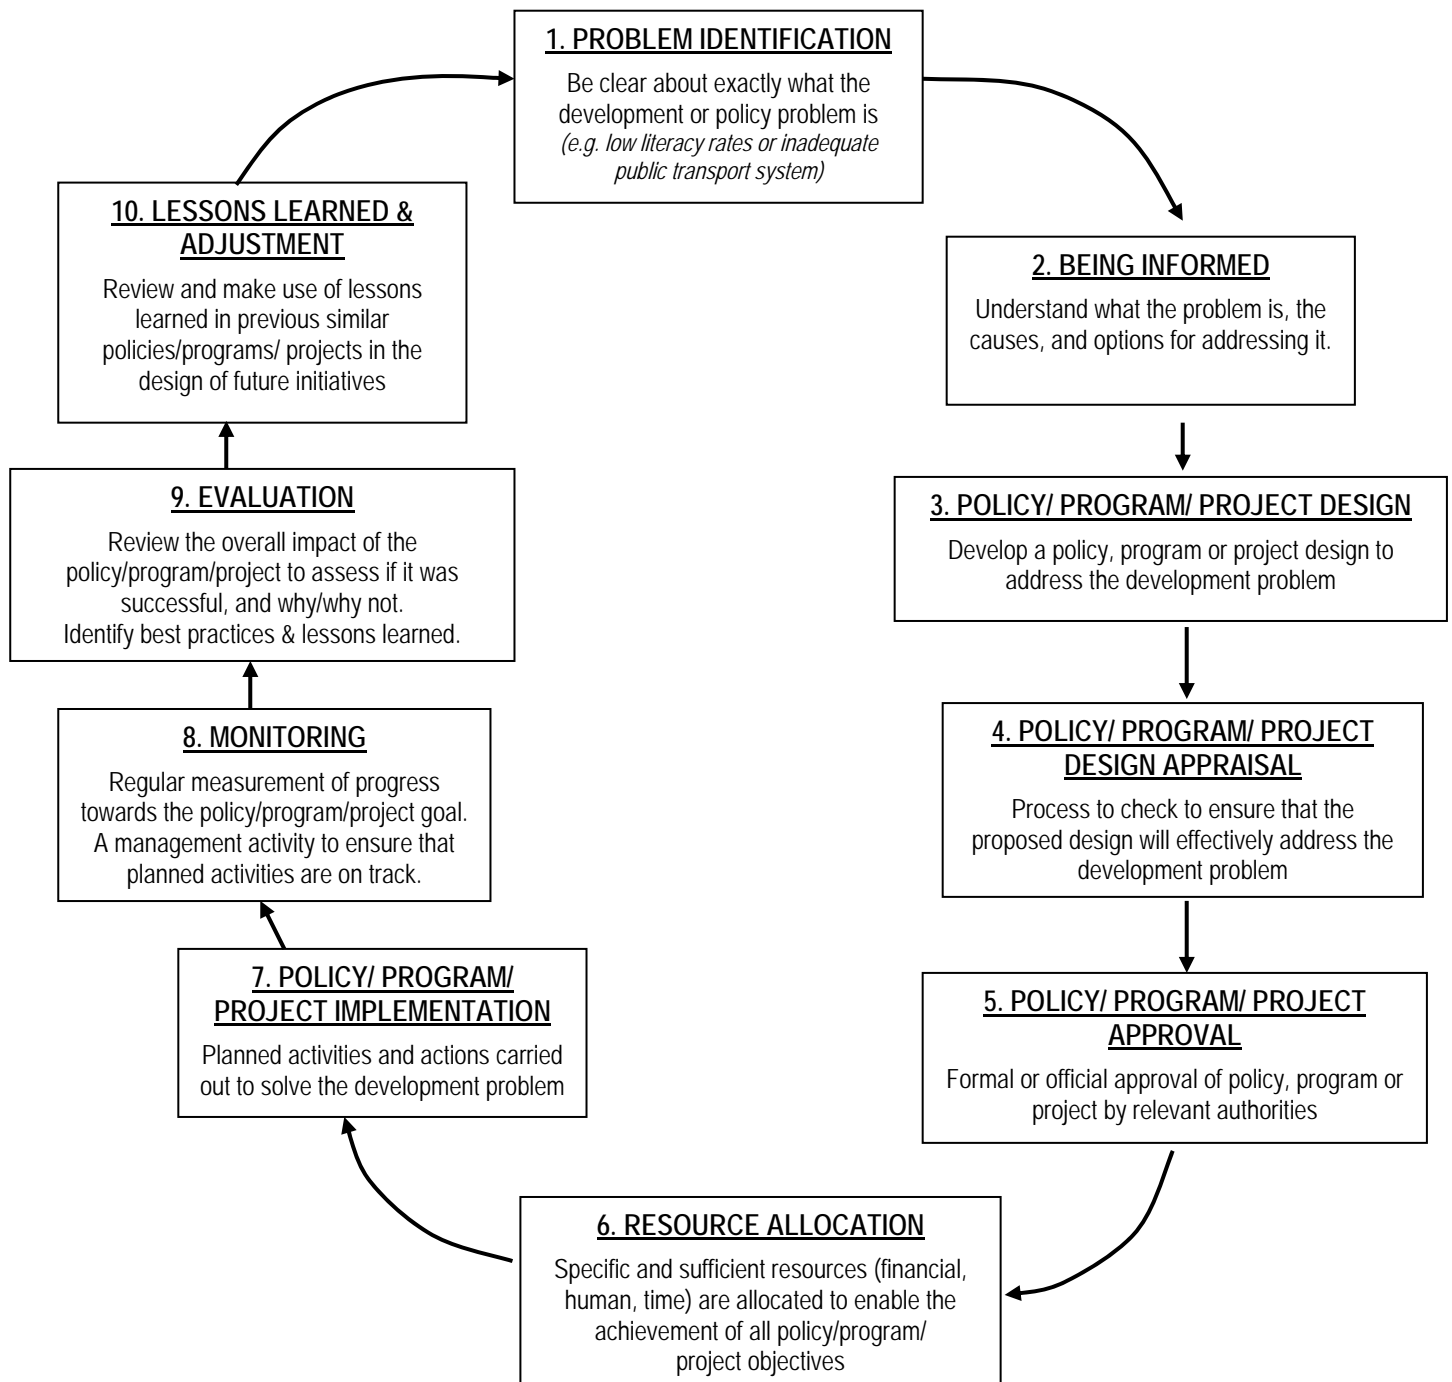 1. PROBLEM IDENTIFICATION
Be clear about exactly what the
development or policy problem is
(e.g. low literacy rates or inadequate
public transport system)
2. BEING INFORMED
Understand what the problem is, the
causes, and options for addressing it.
3. POLICY/ PROGRAM/ PROJECT DESIGN
Develop a policy, program or project design to
address the development problem
4. POLICY/ PROGRAM/ PROJECT
DESIGN APPRAISAL
Process to check to ensure that the
proposed design will effectively address the
development problem
5. POLICY/ PROGRAM/ PROJECT
APPROVAL
Formal or official approval of policy, program or
project by relevant authorities
6. RESOURCE ALLOCATION
Specific and sufficient resources (financial,
human, time) are allocated to enable the
achievement of all policy/program/
project objectives
7. POLICY/ PROGRAM/
PROJECT IMPLEMENTATION
Planned activities and actions carried
out to solve the development problem
8. MONITORING
Regular measurement of progress
towards the policy/program/project goal.
A management activity to ensure that
planned activities are on track.
9. EVALUATION
Review the overall impact of the
policy/program/project to assess if it was
successful, and why/why not.
Identify best practices & lessons learned.
10. LESSONS LEARNED &
ADJUSTMENT
Review and make use of lessons
learned in previous similar
policies/programs/ projects in the
design of future initiatives